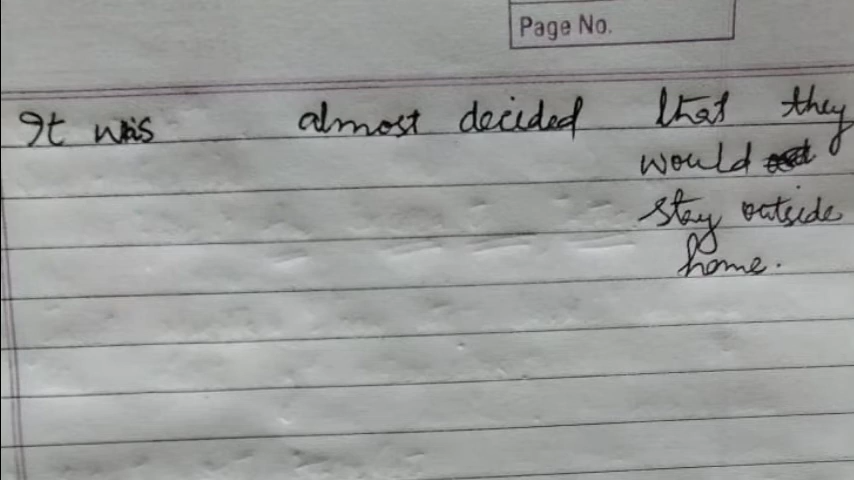 Page No.
It was almost decided that they
would
stay outside
home.